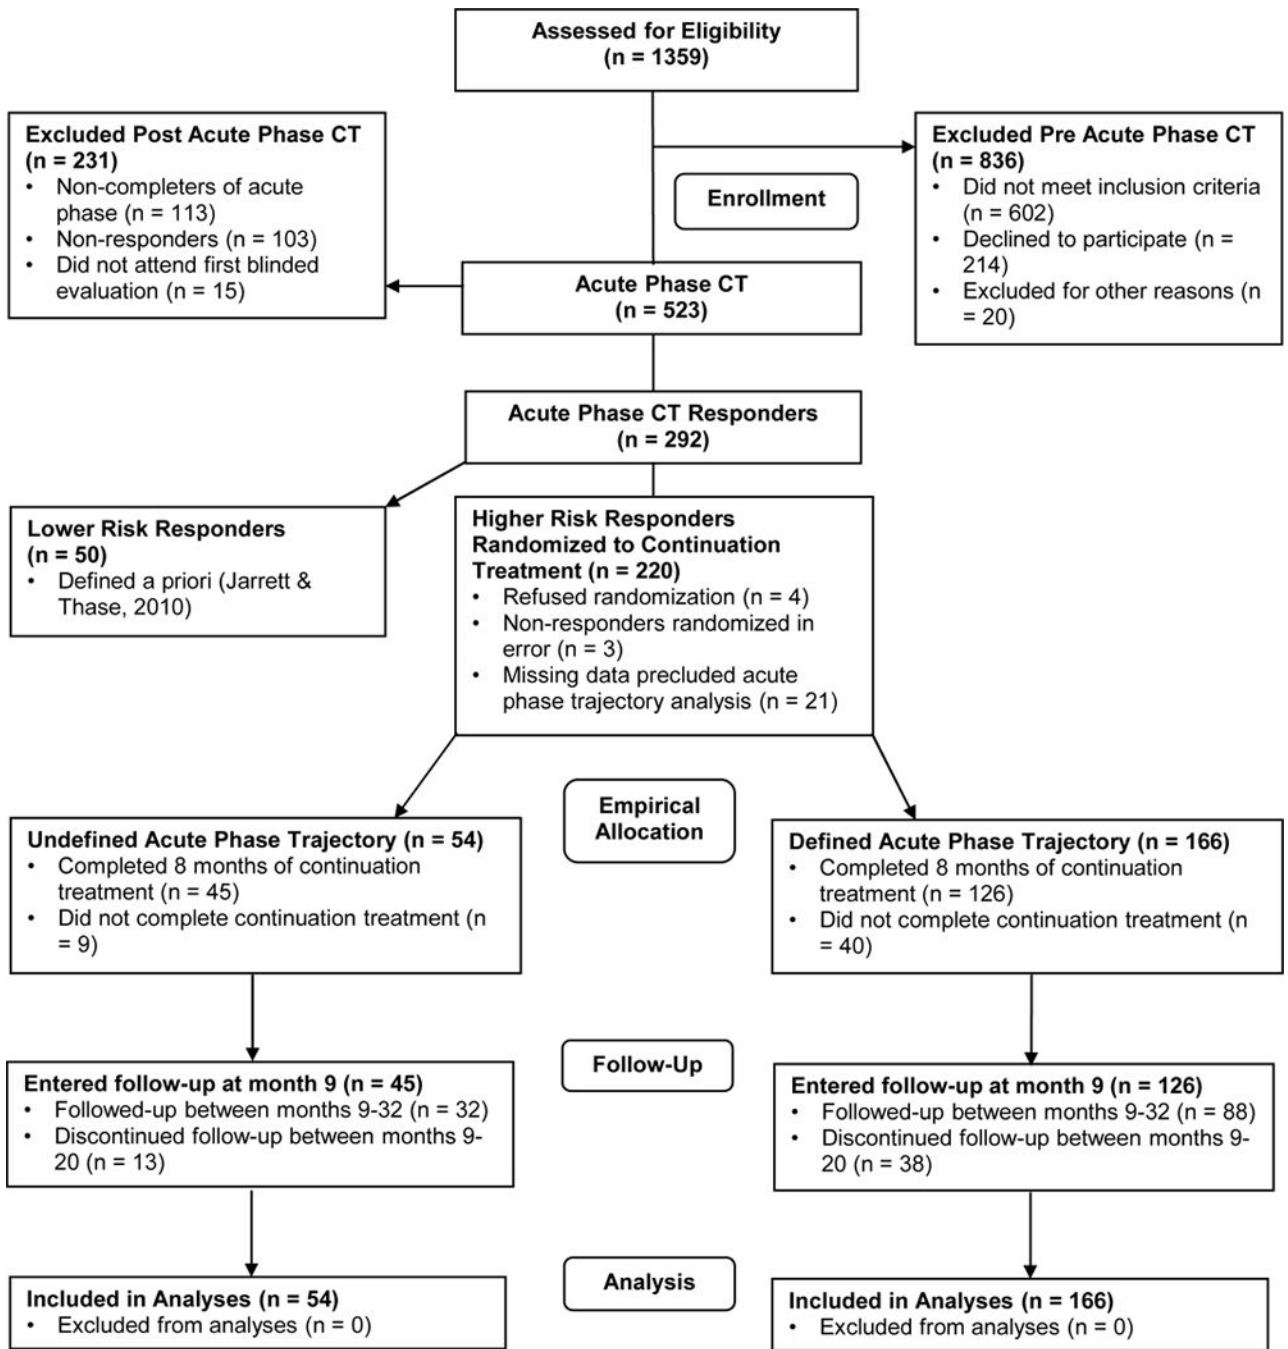 Assessed for Eligibility
(n = 1359)
Excluded Post Acute Phase CT
(n = 231)
• Non-completers of acute
phase (n = 113)
• Non-responders (n = 103)
• Did not attend first blinded
evaluation (n = 15)
Excluded Pre Acute Phase CT
(n = 836)
• Did not meet inclusion criteria
(n = 602)
• Declined to participate (n =
214)
• Excluded for other reasons (n
= 20)
Enrollment
Acute Phase CT
(n = 523)
Acute Phase CT Responders
(n = 292)
Lower Risk Responders
(n = 50)
• Defined a priori (Jarrett &
Thase, 2010)
Higher Risk Responders
Randomized to Continuation
Treatment (n = 220)
• Refused randomization (n = 4)
• Non-responders randomized in
error (n = 3)
• Missing data precluded acute
phase trajectory analysis (n = 21)
Empirical
Allocation
Undefined Acute Phase Trajectory (n = 54)
• Completed 8 months of continuation
treatment (n = 45)
• Did not complete continuation treatment (n
= 9)
Defined Acute Phase Trajectory (n = 166)
• Completed 8 months of continuation
treatment (n = 126)
• Did not complete continuation treatment (n
= 40)
Follow-Up
Entered follow-up at month 9 (n = 45)
• Followed-up between months 9-32 (n = 32)
• Discontinued follow-up between months 9-
20 (n = 13)
Entered follow-up at month 9 (n = 126)
• Followed-up between months 9-32 (n = 88)
• Discontinued follow-up between months 9-
20 (n = 38)
Analysis
Included in Analyses (n = 54)
• Excluded from analyses (n = 0)
Included in Analyses (n = 166)
• Excluded from analyses (n = 0)